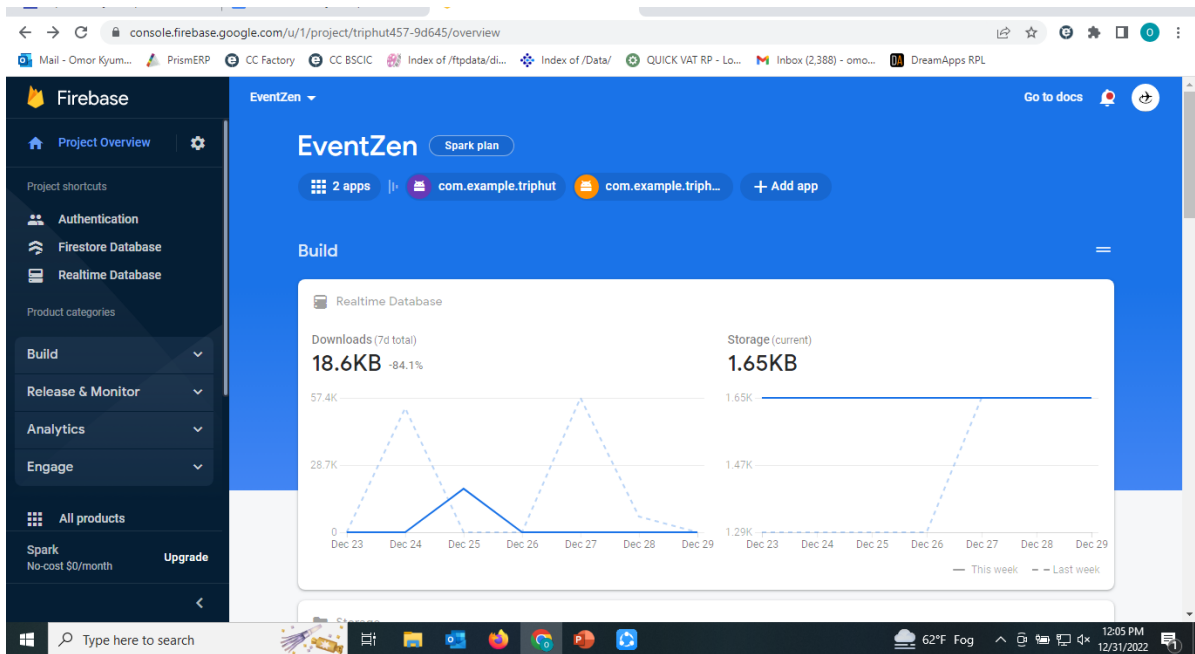 console.firebase.google.com/u/1/project/triphut457-9d645/overview
Mail - Omor Kyum... PrismERP CC Factory CC BSCIC Index of /ftpdata/di... Index of /Data/ QUICK VAT RP - Lo... Inbox (2,388) - omo... DA DreamApps RPL
Firebase
EventZen
Go to docs
Project Overview
EventZen Spark plan
Project shortcuts
2 apps com.example.triphut com.example.triph... + Add app
Authentication
Firestore Database
Realtime Database
Build
Product categories
Build
Release & Monitor
Analytics
Engage
All products
Spark
No-cost $0/month
Upgrade
Realtime Database
Downloads (7d total)
18.6KB -84.1%
57.4K
28.7K
0
Dec 23 Dec 24 Dec 25 Dec 26 Dec 27 Dec 28 Dec 29
Storage (current)
1.65KB
1.65K
1.47K
1.29K
Dec 23 Dec 24 Dec 25 Dec 26 Dec 27 Dec 28 Dec 29
This week Last week
Storage
Type here to search
62°F Fog
12:05 PM
12/31/2022